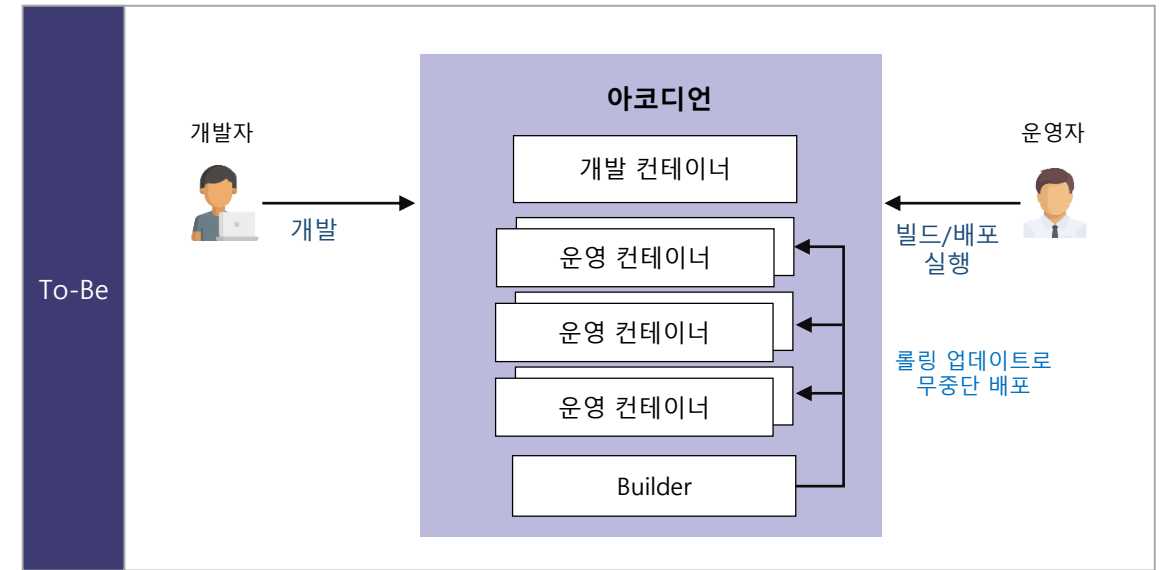 To-Be
개발자
개발
아코디언
개발 컨테이너
운영 컨테이너
운영 컨테이너
운영 컨테이너
Builder
운영자
빌드/배포
실행
롤링 업데이트로
무중단 배포